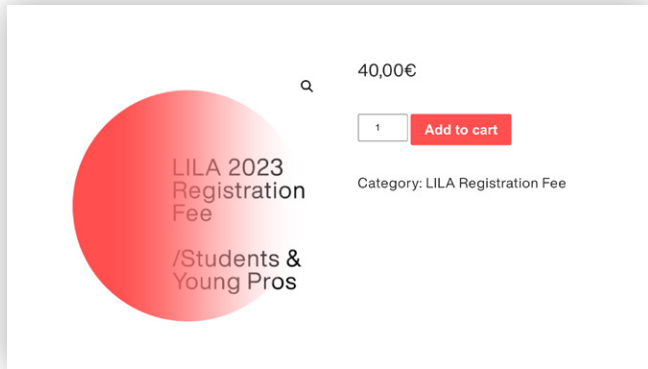 LILA 2023
Registration
Fee
/Students &
Young Pros
40,00€
1
Add to cart
Category: LILA Registration Fee